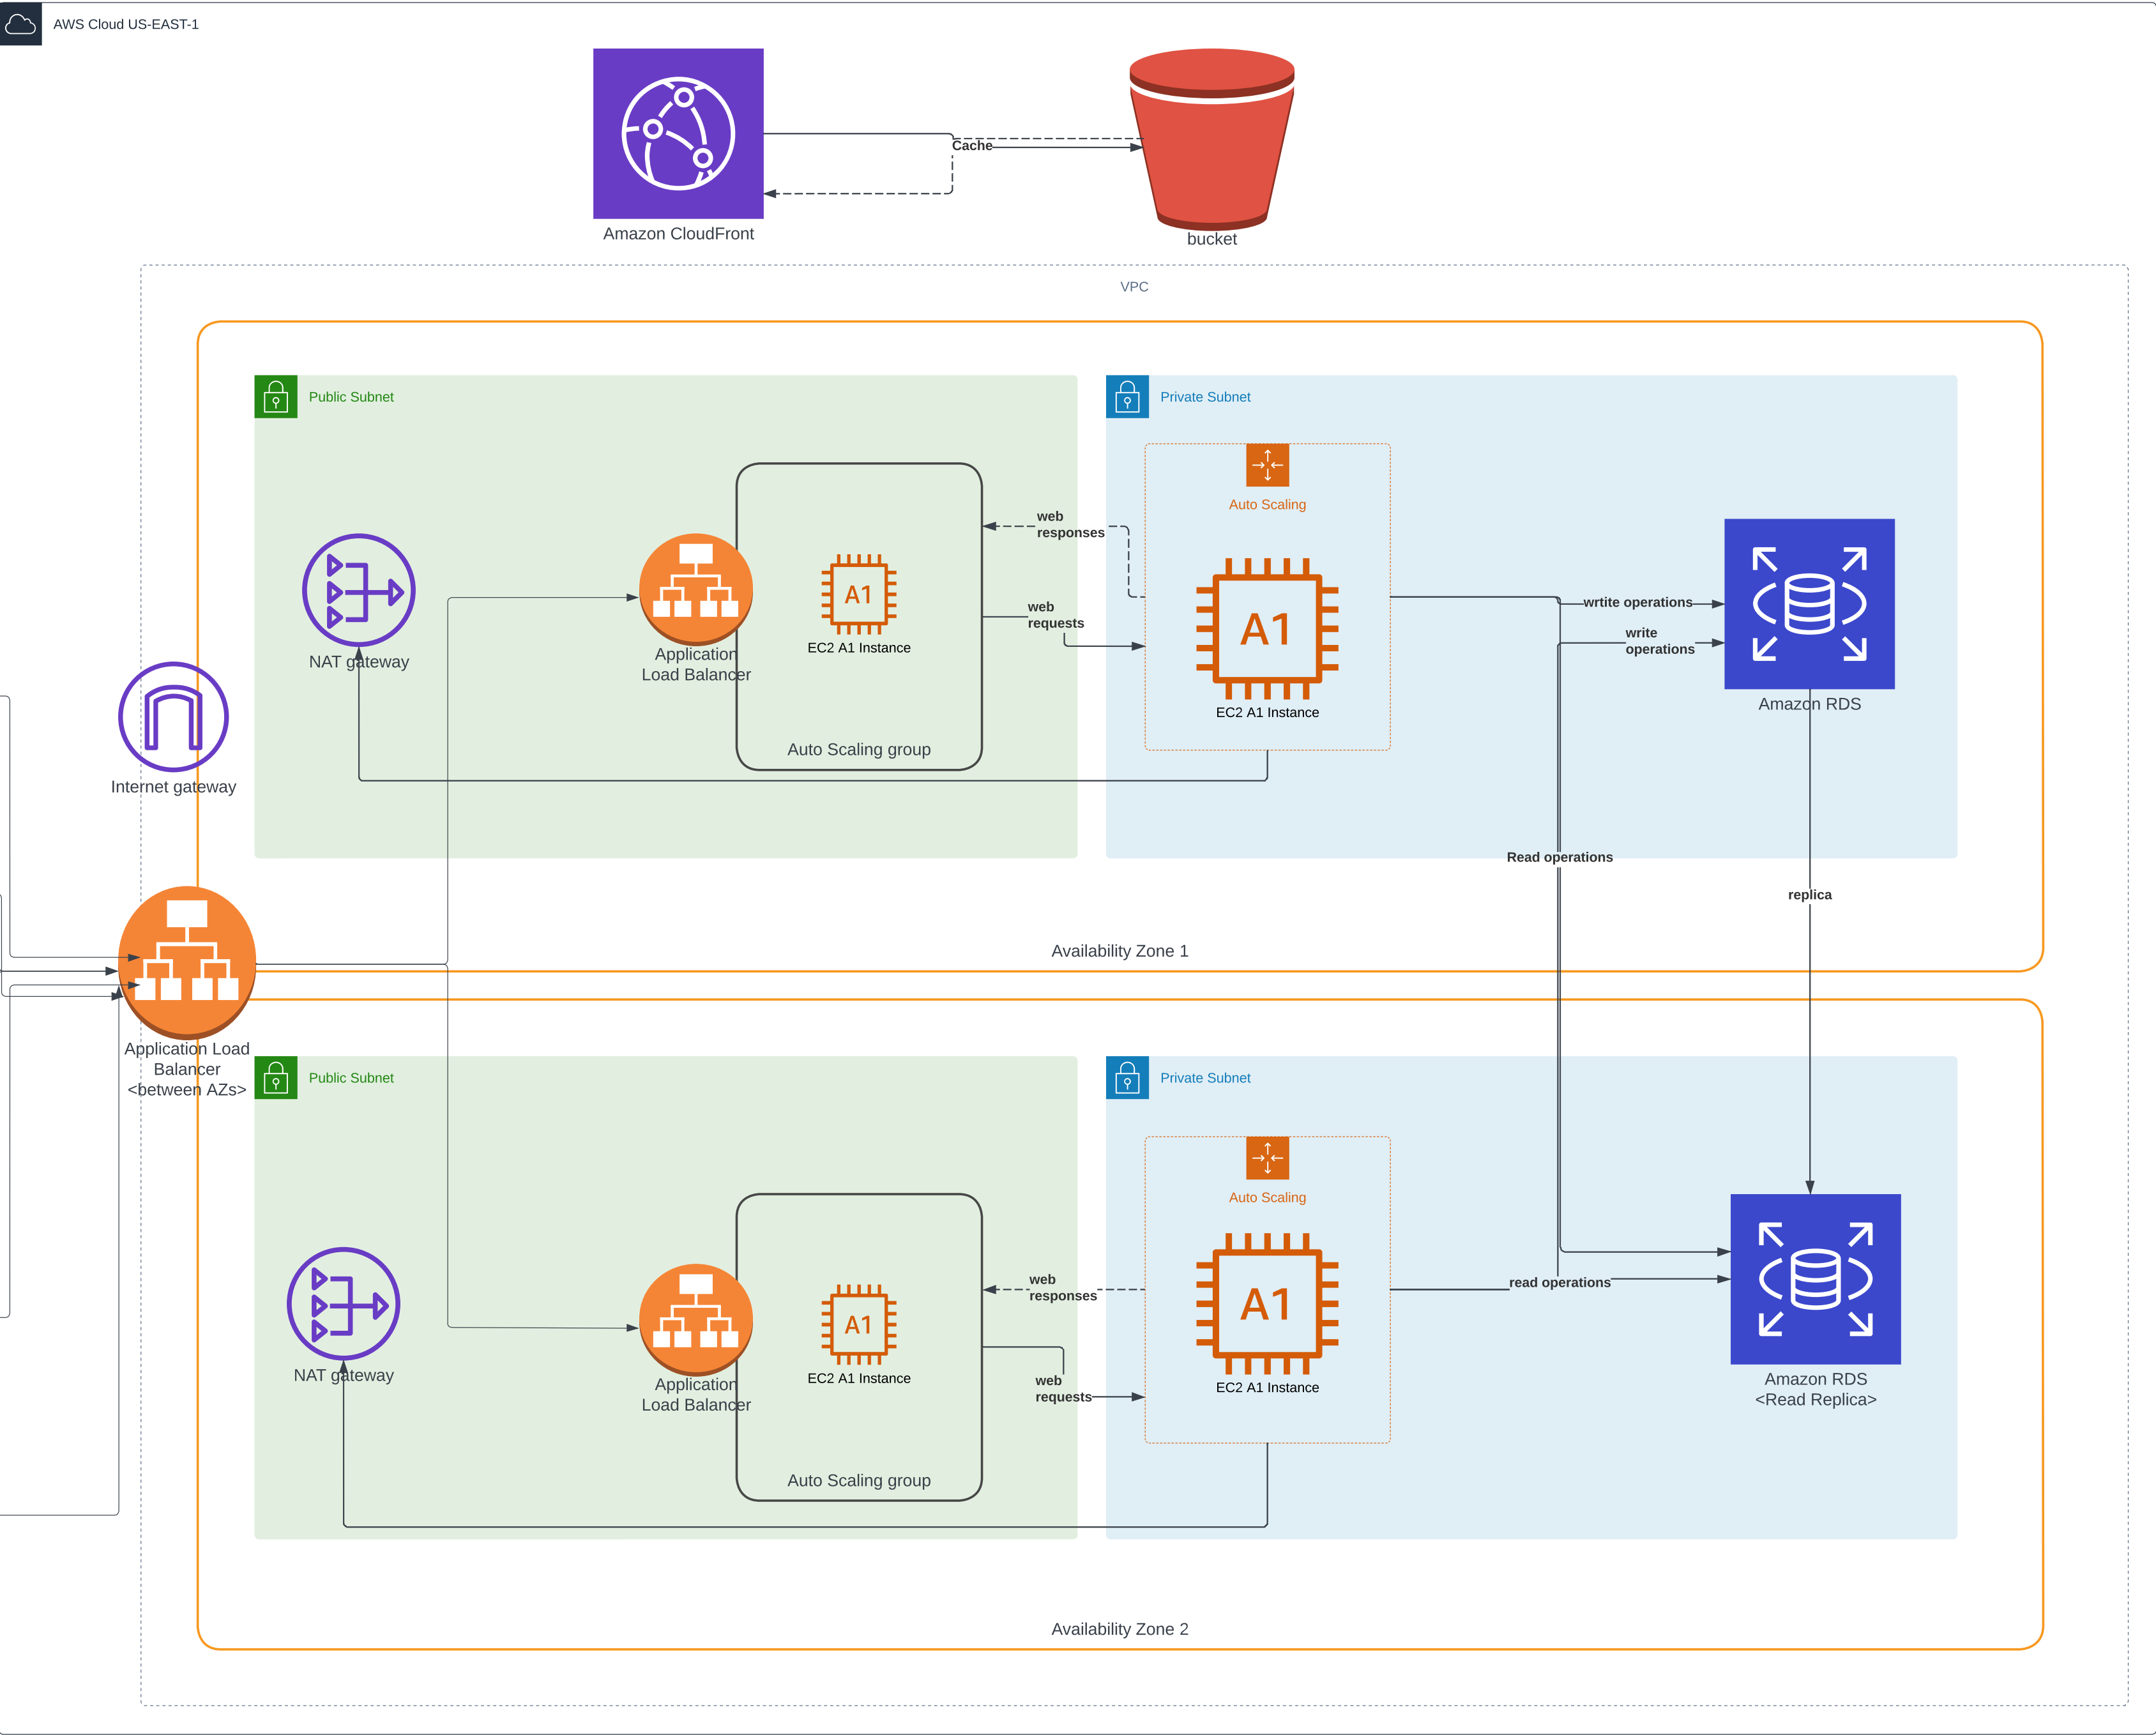 AWS Cloud US-EAST-1
Cache
Amazon CloudFront
bucket
VPC
Public Subnet
Private Subnet
Auto Scaling
web
responses
A1
EC2 A1 Instance
web
requests
A1
EC2 A1 Instance
wrtite operations
write
operations
NAT gateway
Application
Load Balancer
Auto Scaling group
Amazon RDS
Internet gateway
Read operations
replica
Availability Zone 1
Application Load
Balancer
<between AZs>
Public Subnet
Private Subnet
Auto Scaling
web
responses
A1
EC2 A1 Instance
web
requests
A1
EC2 A1 Instance
read operations
NAT gateway
Application
Load Balancer
Auto Scaling group
Amazon RDS
<Read Replica>
Availability Zone 2